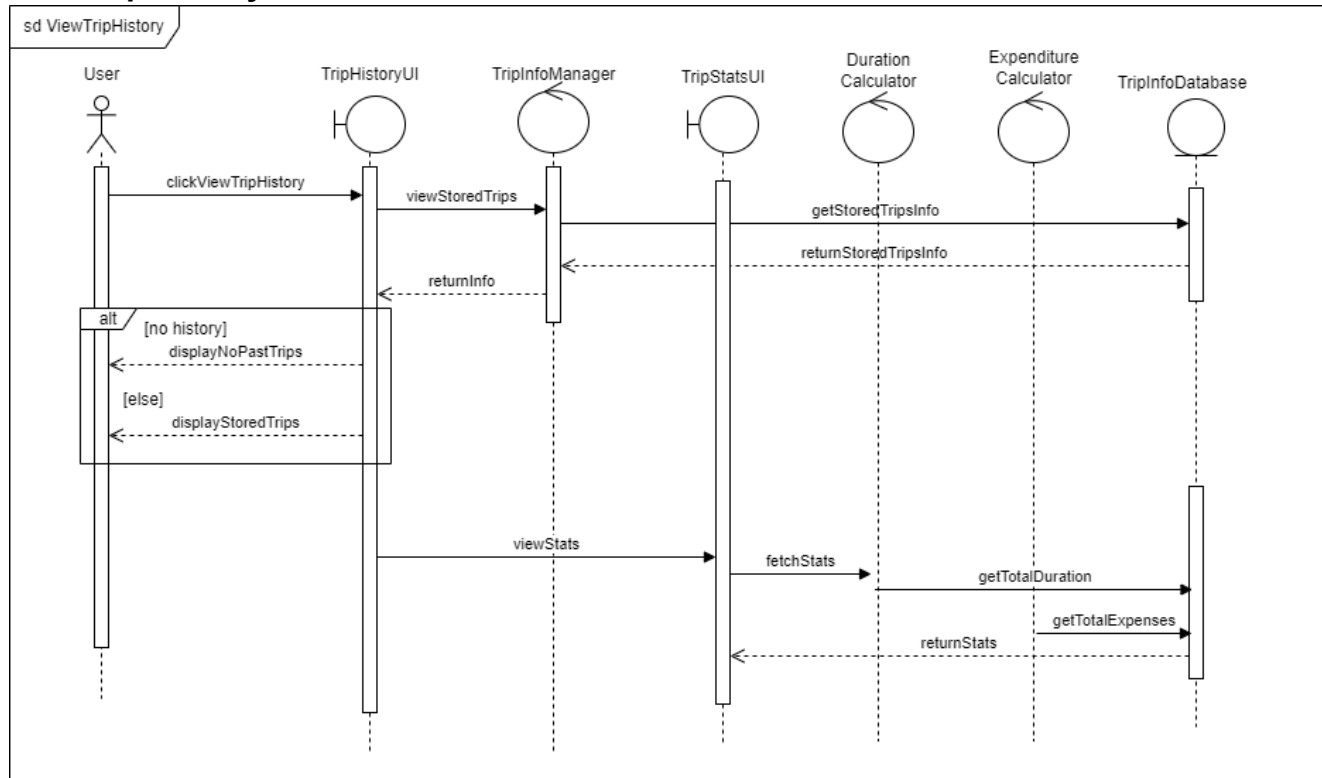 sd ViewTripHistory
User
TripHistoryUI
TripInfoManager
TripStatsUI
Duration
Calculator
Expenditure
Calculator
TripInfoDatabase
clickViewTripHistory
viewStoredTrips
getStoredTripsInfo
returnStoredTripsInfo
returnInfo
alt
[no history]
displayNoPastTrips
[else]
displayStoredTrips
viewStats
fetchStats
getTotalDuration
getTotalExpenses
returnStats